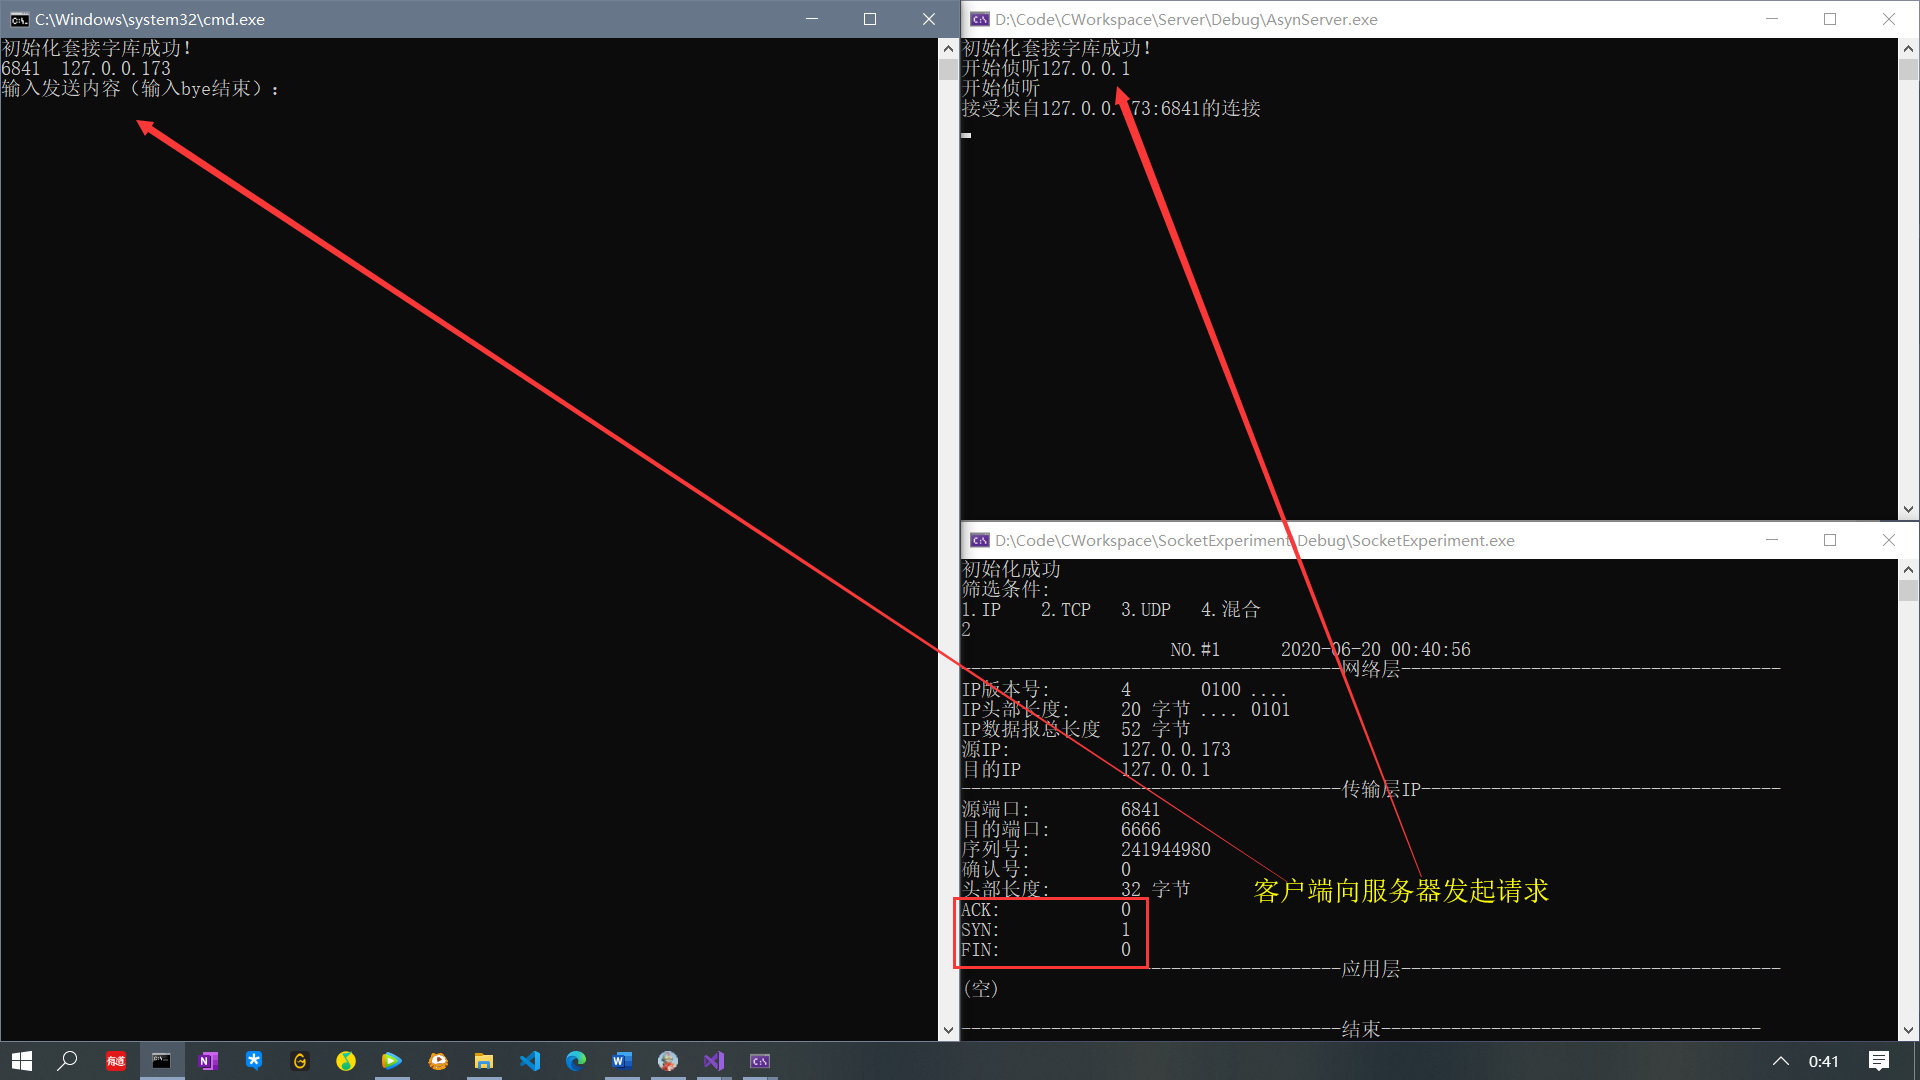 C:\Windows\system32\cmd.exe
初始化套接字库成功!
6841  127.0.0.173
输入发送内容（输入bye结束）:
D:\Code\CWorkspace\Server\Debug\AsynServer.exe
初始化套接字库成功!
开始侦听127.0.0.1
开始侦听
接受来自127.0.0.173:6841的连接
D:\Code\CWorkspace\SocketExperiment\Debug\SocketExperiment.exe
初始化成功
筛选条件:
1.IP    2.TCP   3.UDP   4.混合
2
NO.#1      2020-06-20 00:40:56
--------------------------------------网络层--------------------------------------
IP版本号:       4       0100 ....
IP头部长度:     20 字节 .... 0101
IP数据报总长度  52 字节
源IP:           127.0.0.173
目的IP          127.0.0.1
--------------------------------------传输层IP------------------------------------
源端口:         6841
目的端口:       6666
序列号:         241944980
确认号:         0
头部长度:       32 字节
客户端向服务器发起请求
ACK:            0
SYN:            1
FIN:            0
-------------------应用层--------------------------------------
(空)
--------------------------------------结束--------------------------------------
有道
0:41